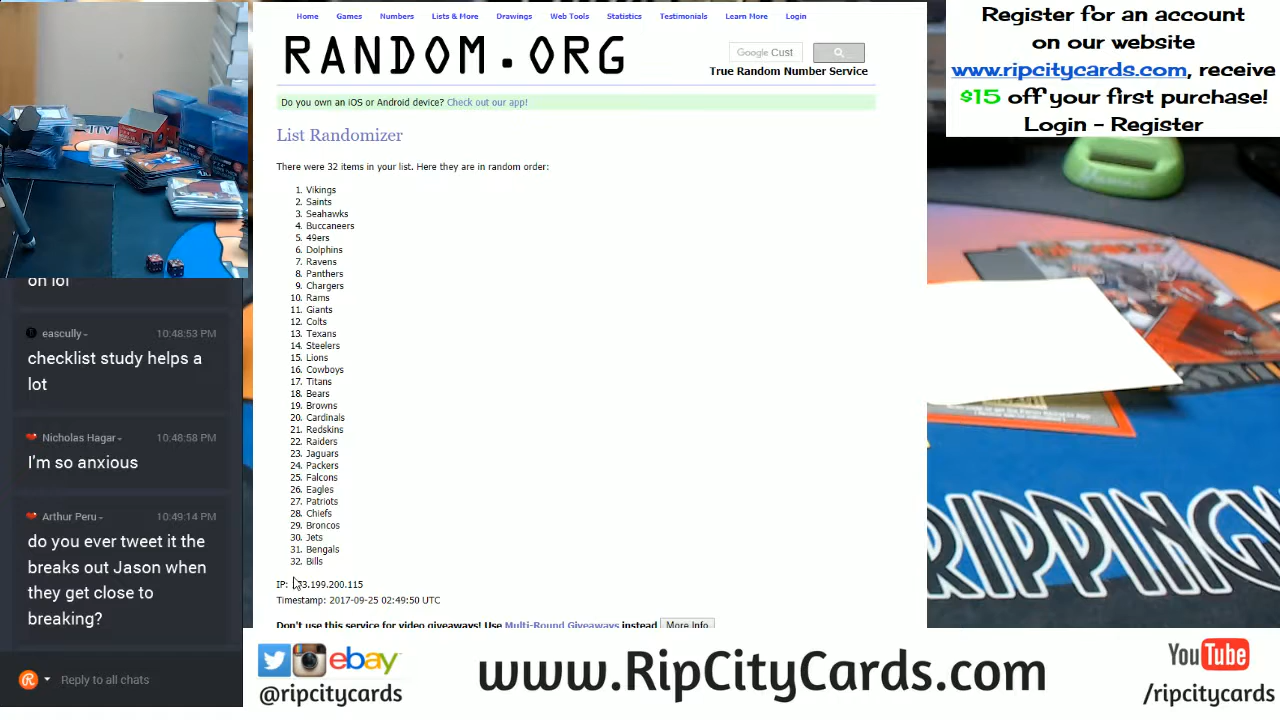 Home Games Numbers Lists & More Drawings Web Tools Statistics Testimonials Learn More Login
RANDOM.ORG
Google Cust
True Random Number Service
Do you own an iOS or Android device? Check out our app!
List Randomizer
There were 32 items in your list. Here they are in random order:
1. Vikings
2. Saints
3. Seahawks
4. Buccaneers
5. 49ers
6. Dolphins
7. Ravens
8. Panthers
9. Chargers
10. Rams
11. Giants
12. Colts
13. Texans
14. Steelers
15. Lions
16. Cowboys
17. Titans
18. Bears
19. Browns
20. Cardinals
21. Redskins
22. Raiders
23. Jaguars
24. Packers
25. Falcons
26. Eagles
27. Patriots
28. Chiefs
29. Broncos
30. Jets
31. Bengals
32. Bills
IP: 73.199.200.115
Timestamp: 2017-09-25 02:49:50 UTC
Don't use this service for video giveaways! Use Multi-Round Giveaways instead More Info
on lol
eascully 10:48:53 PM
checklist study helps a
lot
Nicholas Hagar 10:48:58 PM
I'm so anxious
Arthur Peru 10:49:14 PM
do you ever tweet it the
breaks out Jason when
they get close to
breaking?
Reply to all chats
Register for an account
on our website
www.ripcitycards.com, receive
$15 off your first purchase!
Login - Register
RIPPING
ebay
@ripcitycards
www.RipCityCards.com
YouTube
/ripcitycards